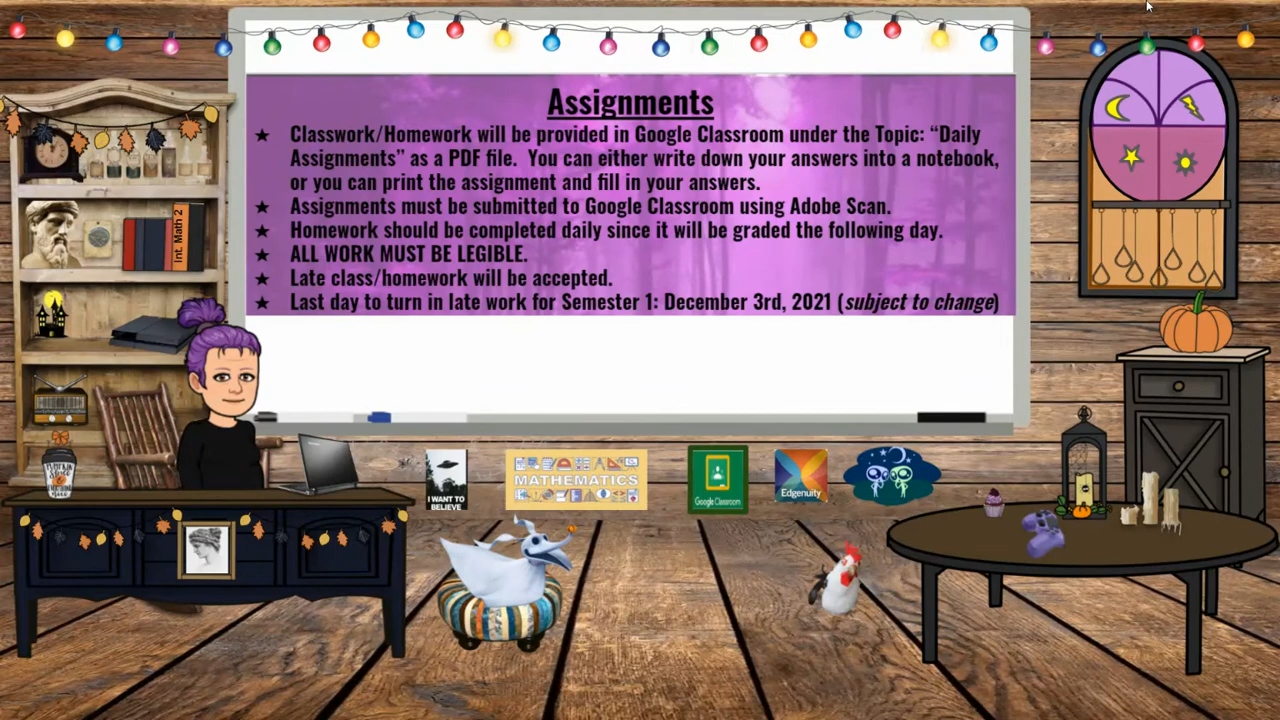 Assignments
★ Classwork/Homework will be provided in Google Classroom under the Topic: “Daily
Assignments” as a PDF file. You can either write down your answers into a notebook,
or you can print the assignment and fill in your answers.
★ Assignments must be submitted to Google Classroom using Adobe Scan.
★ Homework should be completed daily since it will be graded the following day.
★ ALL WORK MUST BE LEGIBLE.
★ Late class/homework will be accepted.
★ Last day to turn in late work for Semester 1: December 3rd, 2021 (subject to change)
Int. Math 2
PUMPKIN
I WANT TO
BELIEVE
MATHEMATICS
Google Classroom
Edgenuity